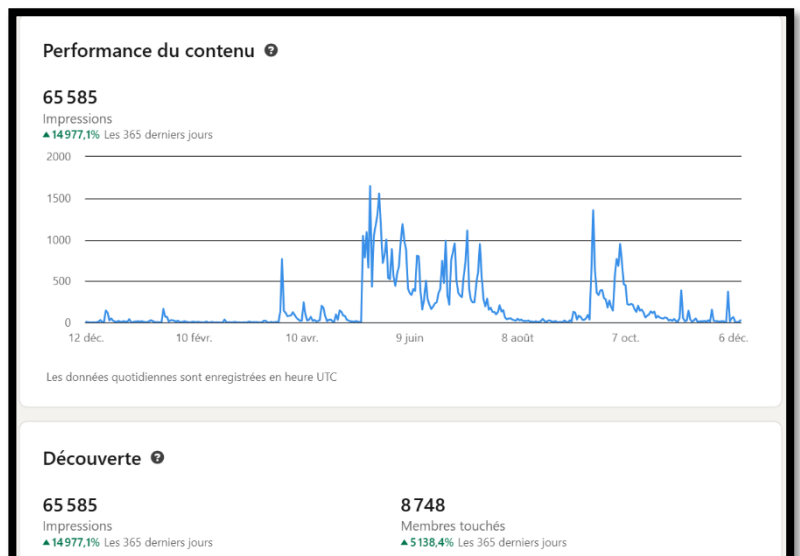 Performance du contenu ?
65 585
Impressions
▲14 977,1% Les 365 derniers jours
2000
1500
1000
500
0
12 déc. 10 févr. 10 avr. 9 juin 8 août 7 oct. 6 déc.
Les données quotidiennes sont enregistrées en heure UTC
Découverte ?
65 585 8 748
Impressions Membres touchés
▲14 977,1% Les 365 derniers jours ▲5 138,4% Les 365 derniers jours